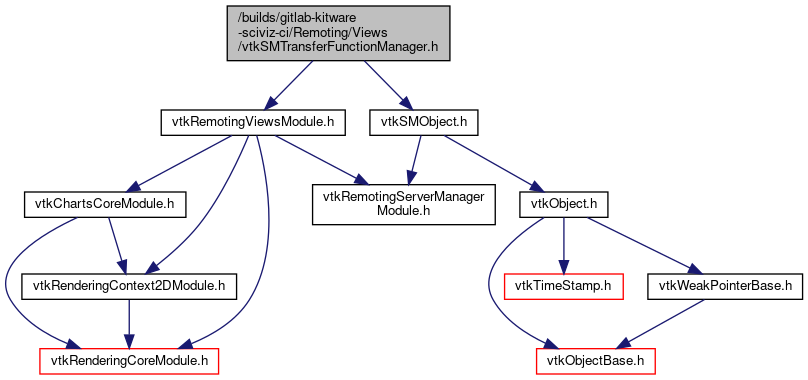 /builds/gitlab-kitware
-sciviz-ci/Remoting/Views
/vtkSMTransferFunctionManager.h
vtkRemotingViewsModule.h
vtkSMObject.h
vtkChartsCoreModule.h
vtkRemotingServerManager
Module.h
vtkObject.h
vtkRenderingContext2DModule.h
vtkTimeStamp.h
vtkWeakPointerBase.h
vtkRenderingCoreModule.h
vtkObjectBase.h